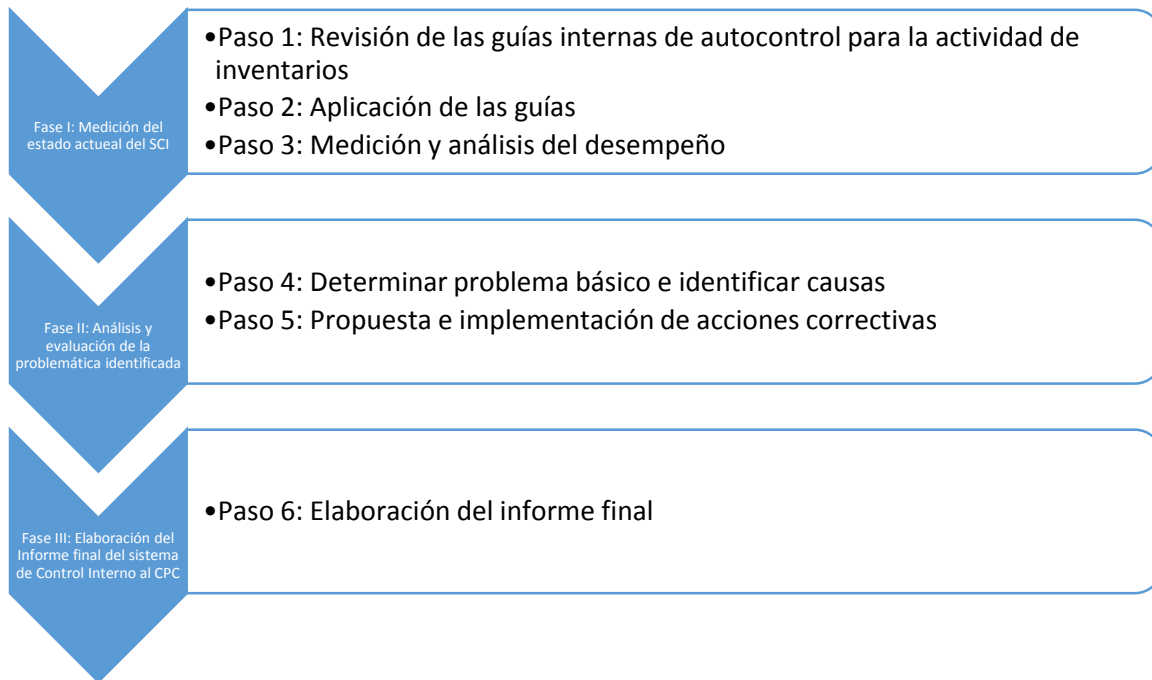 Fase I: Medición del
estado actueal del SCI
•Paso 1: Revisión de las guías internas de autocontrol para la actividad de
inventarios
•Paso 2: Aplicación de las guías
•Paso 3: Medición y análisis del desempeño
Fase II: Análisis y
evaluación de la
problemática identificada
•Paso 4: Determinar problema básico e identificar causas
•Paso 5: Propuesta e implementación de acciones correctivas
Fase III: Elaboración del
Informe final del sistema
de Control Interno al CPC
•Paso 6: Elaboración del informe final